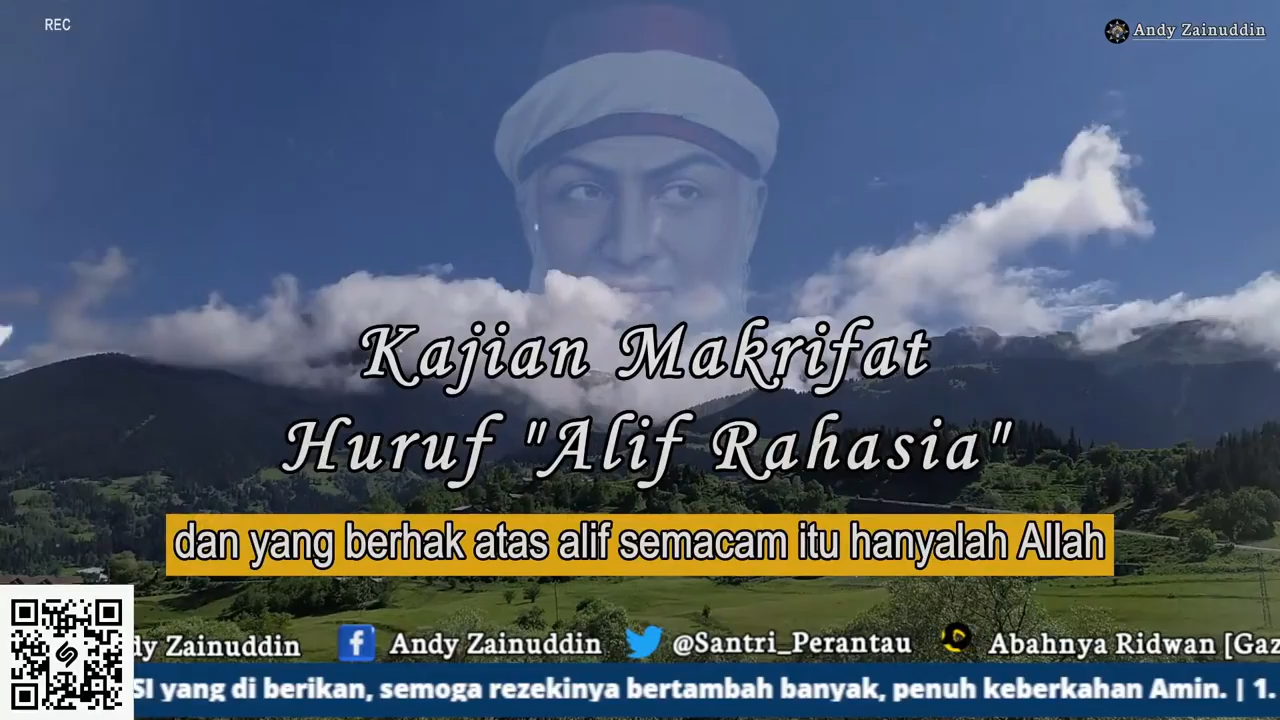 REC
Andy Zainuddin
Kajian Makrifat
Huruf "Alif Rahasia"
dan yang berhak atas alif semacam itu hanyalah Allah
dy Zainuddin Andy Zainuddin @Santri_Perantau Abahnya Ridwan [Gaz
SI yang di berikan, semoga rezekinya bertambah banyak, penuh keberkahan Amin. | 1.